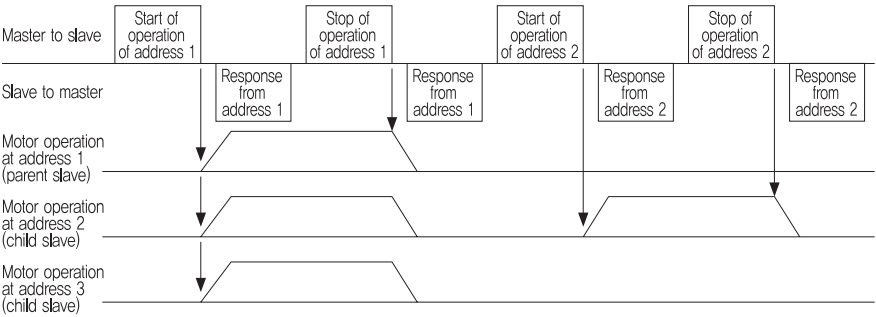 Master to slave
Start of
operation
of address 1
Stop of
operation
of address 1
Start of
operation
of address 2
Stop of
operation
of address 2
Slave to master
Response
from
address 1
Response
from
address 1
Response
from
address 2
Response
from
address 2
Motor operation
at address 1
(parent slave)
Motor operation
at address 2
(child slave)
Motor operation
at address 3
(child slave)